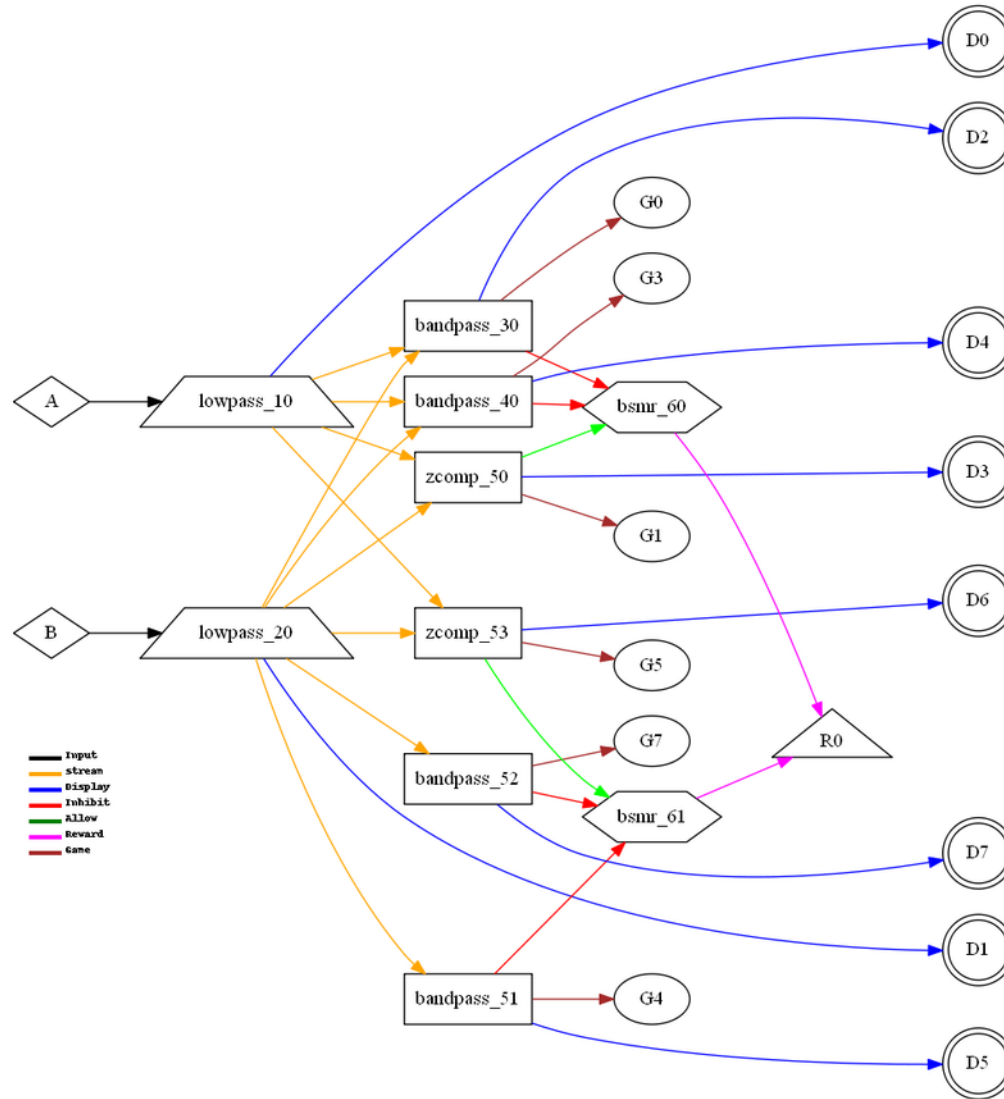 D0
D2
G0
G3
bandpass_30
D4
A
lowpass_10
bandpass_40
bsmr_60
zcomp_50
D3
G1
D6
B
lowpass_20
zcomp_53
G5
G7
R0
Input
stream
Display
Inhibit
Allow
Reward
Game
bandpass_52
bsmr_61
D7
D1
bandpass_51
G4
D5